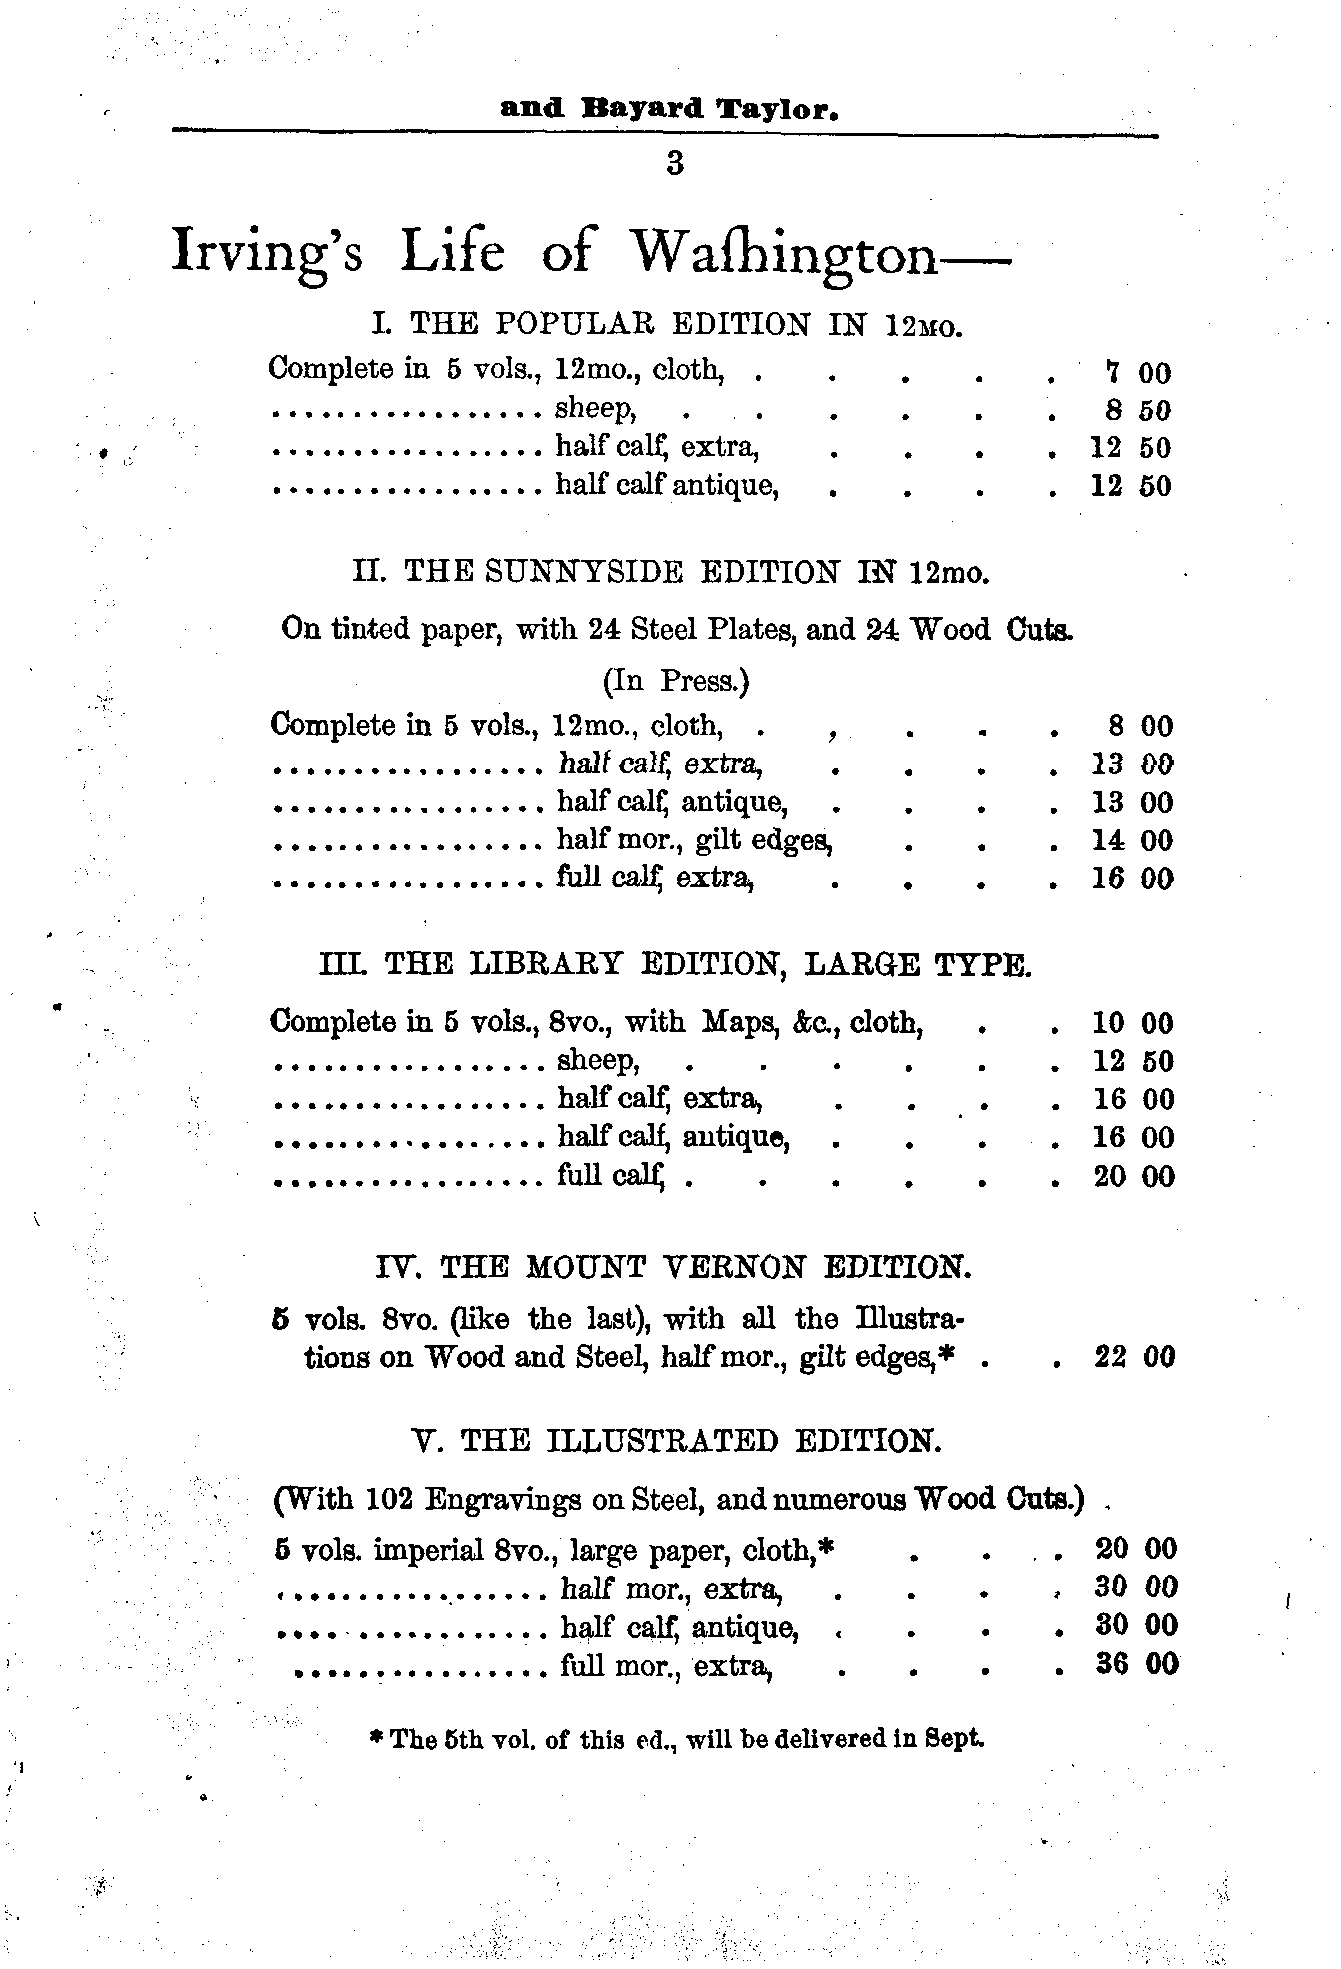 and Bayard Taylor.
3
Irving's Life of Waſhington—
I. THE POPULAR EDITION IN 12MO.
Complete in 5 vols., 12mo., cloth, . . . . . 7 00
................. sheep, . . . . . . 8 50
................. half calf, extra, . . . . 12 50
................. half calf antique, . . . . 12 50
II. THE SUNNYSIDE EDITION IN 12mo.
On tinted paper, with 24 Steel Plates, and 24 Wood Cuts.
(In Press.)
Complete in 5 vols., 12mo., cloth, . , . . . 8 00
................. half calf, extra, . . . . 13 00
................. half calf, antique, . . . . 13 00
................. half mor., gilt edges, . . . 14 00
................. full calf, extra, . . . . 16 00
III. THE LIBRARY EDITION, LARGE TYPE.
Complete in 5 vols., 8vo., with Maps, &c., cloth, . . 10 00
................. sheep, . . . . . . 12 50
................. half calf, extra, . . . . 16 00
................. half calf, antique, . . . . 16 00
................. full calf, . . . . . . 20 00
IV. THE MOUNT VERNON EDITION.
5 vols. 8vo. (like the last), with all the Illustra-
tions on Wood and Steel, half mor., gilt edges,* . . 22 00
V. THE ILLUSTRATED EDITION.
(With 102 Engravings on Steel, and numerous Wood Cuts.) .
5 vols. imperial 8vo., large paper, cloth,* . . . 20 00
................. half mor., extra, . . . . 30 00
................. half calf, antique, . . . . 30 00
................ full mor., extra, . . . . 36 00
* The 5th vol. of this ed., will be delivered in Sept.